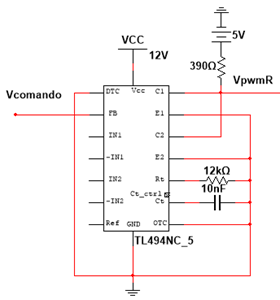 VCC
12V
5V
390Ω
VpwmR
Vcomando
DTC
Vcc
C1
FB
E1
IN1
C2
-IN1
E2
IN2
Rt
12kΩ
Ct_ctrl
10nF
-IN2
Ct
Ref
GND
OTC
TL494NC_5